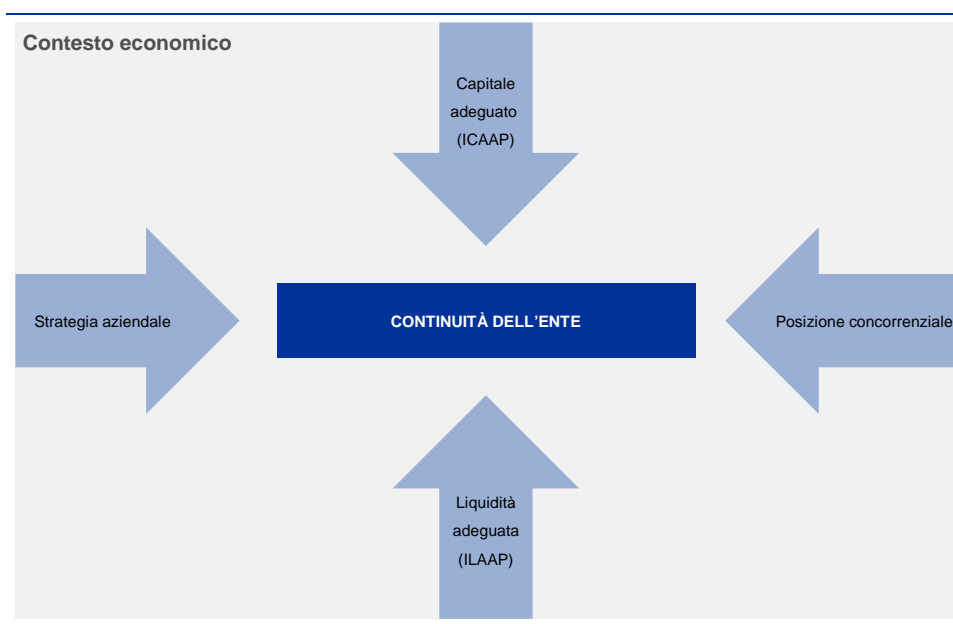 Contesto economico
Capitale
adeguato
(ICAAP)
Strategia aziendale
CONTINUITÀ DELL’ENTE
Posizione concorrenziale
Liquidità
adeguata
(ILAAP)